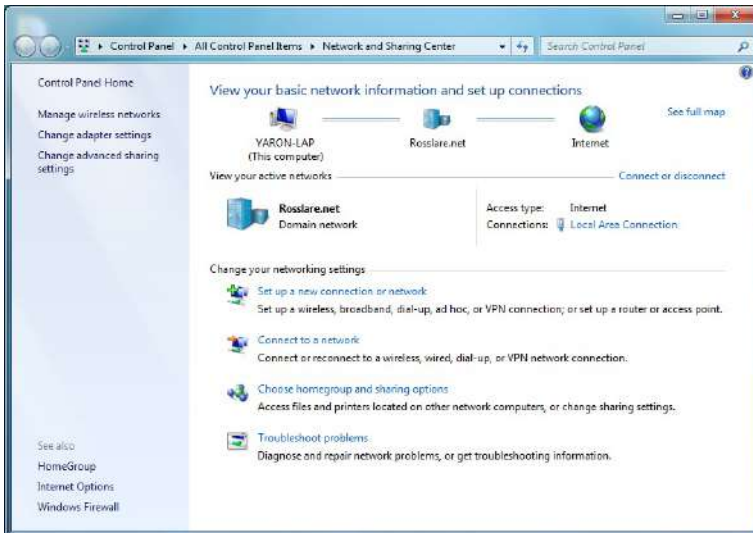 Control Panel ▸ All Control Panel Items ▸ Network and Sharing Center
Search Control Panel
Control Panel Home
Manage wireless networks
Change adapter settings
Change advanced sharing
settings
See also
HomeGroup
Internet Options
Windows Firewall
View your basic network information and set up connections
See full map
YARON-LAP
(This computer)
Rosslare.net
Internet
View your active networks
Connect or disconnect
Rosslare.net
Domain network
Access type: Internet
Connections: Local Area Connection
Change your networking settings
Set up a new connection or network
Set up a wireless, broadband, dial-up, ad hoc, or VPN connection; or set up a router or access point.
Connect to a network
Connect or reconnect to a wireless, wired, dial-up, or VPN network connection.
Choose homegroup and sharing options
Access files and printers located on other network computers, or change sharing settings.
Troubleshoot problems
Diagnose and repair network problems, or get troubleshooting information.